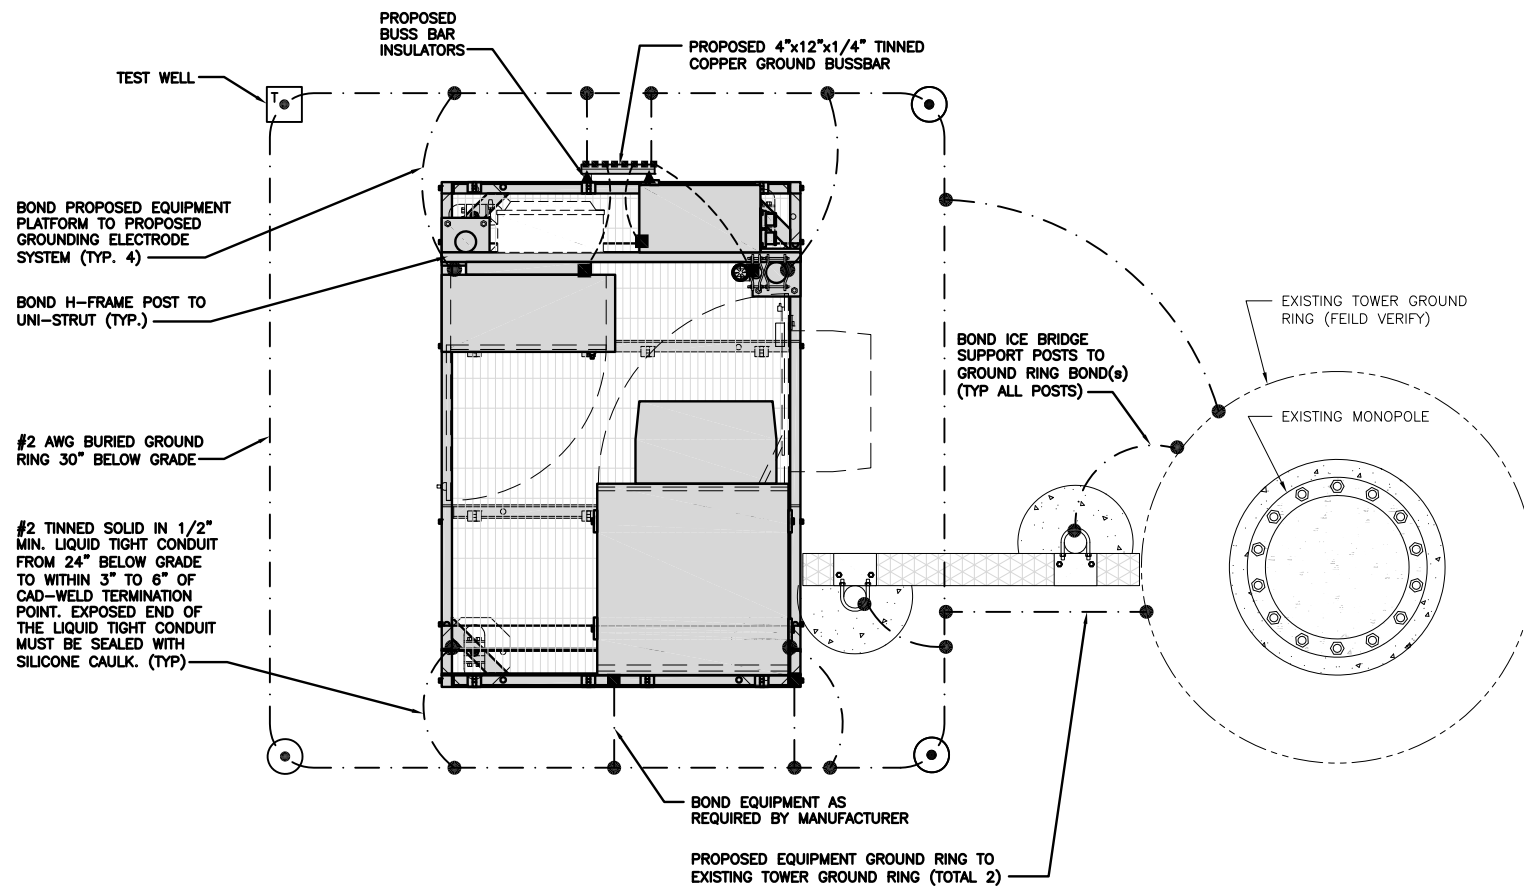 PROPOSED
BUSS BAR
INSULATORS
PROPOSED 4"x12"x1/4" TINNED
COPPER GROUND BUSSBAR
TEST WELL
T
BOND PROPOSED EQUIPMENT
PLATFORM TO PROPOSED
GROUNDING ELECTRODE
SYSTEM (TYP. 4)
BOND H-FRAME POST TO
UNI-STRUT (TYP.)
EXISTING TOWER GROUND
RING (FEILD VERIFY)
BOND ICE BRIDGE
SUPPORT POSTS TO
GROUND RING BOND(s)
(TYP ALL POSTS)
EXISTING MONOPOLE
#2 AWG BURIED GROUND
RING 30" BELOW GRADE
#2 TINNED SOLID IN 1/2"
MIN. LIQUID TIGHT CONDUIT
FROM 24" BELOW GRADE
TO WITHIN 3" TO 6" OF
CAD-WELD TERMINATION
POINT. EXPOSED END OF
THE LIQUID TIGHT CONDUIT
MUST BE SEALED WITH
SILICONE CAULK. (TYP)
BOND EQUIPMENT AS
REQUIRED BY MANUFACTURER
PROPOSED EQUIPMENT GROUND RING TO
EXISTING TOWER GROUND RING (TOTAL 2)